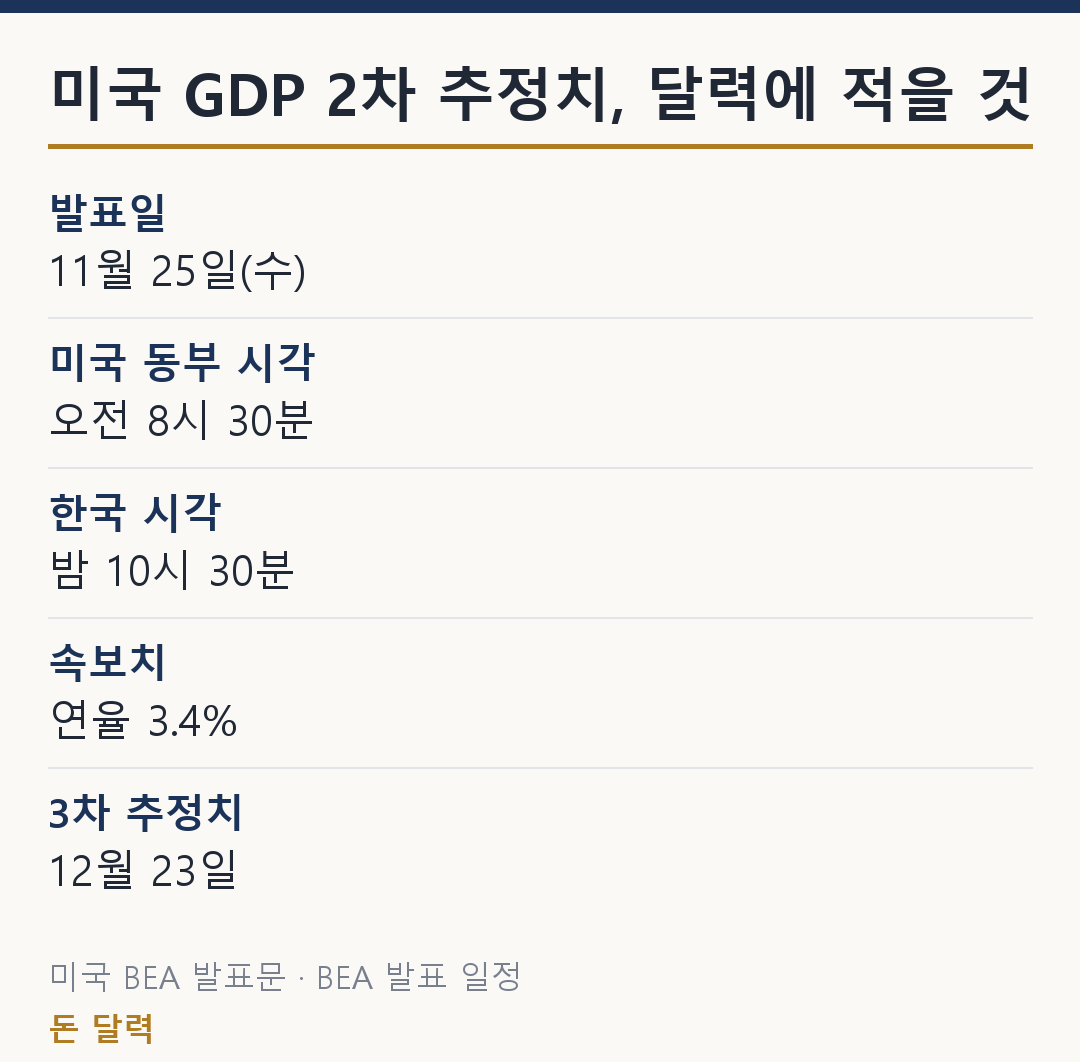 미국 GDP 2차 추정치, 달력에 적을 것
발표일
11월 25일(수)
미국 동부 시각
오전 8시 30분
한국 시각
밤 10시 30분
속보치
연율 3.4%
3차 추정치
12월 23일
미국 BEA 발표문 · BEA 발표 일정
돈 달력